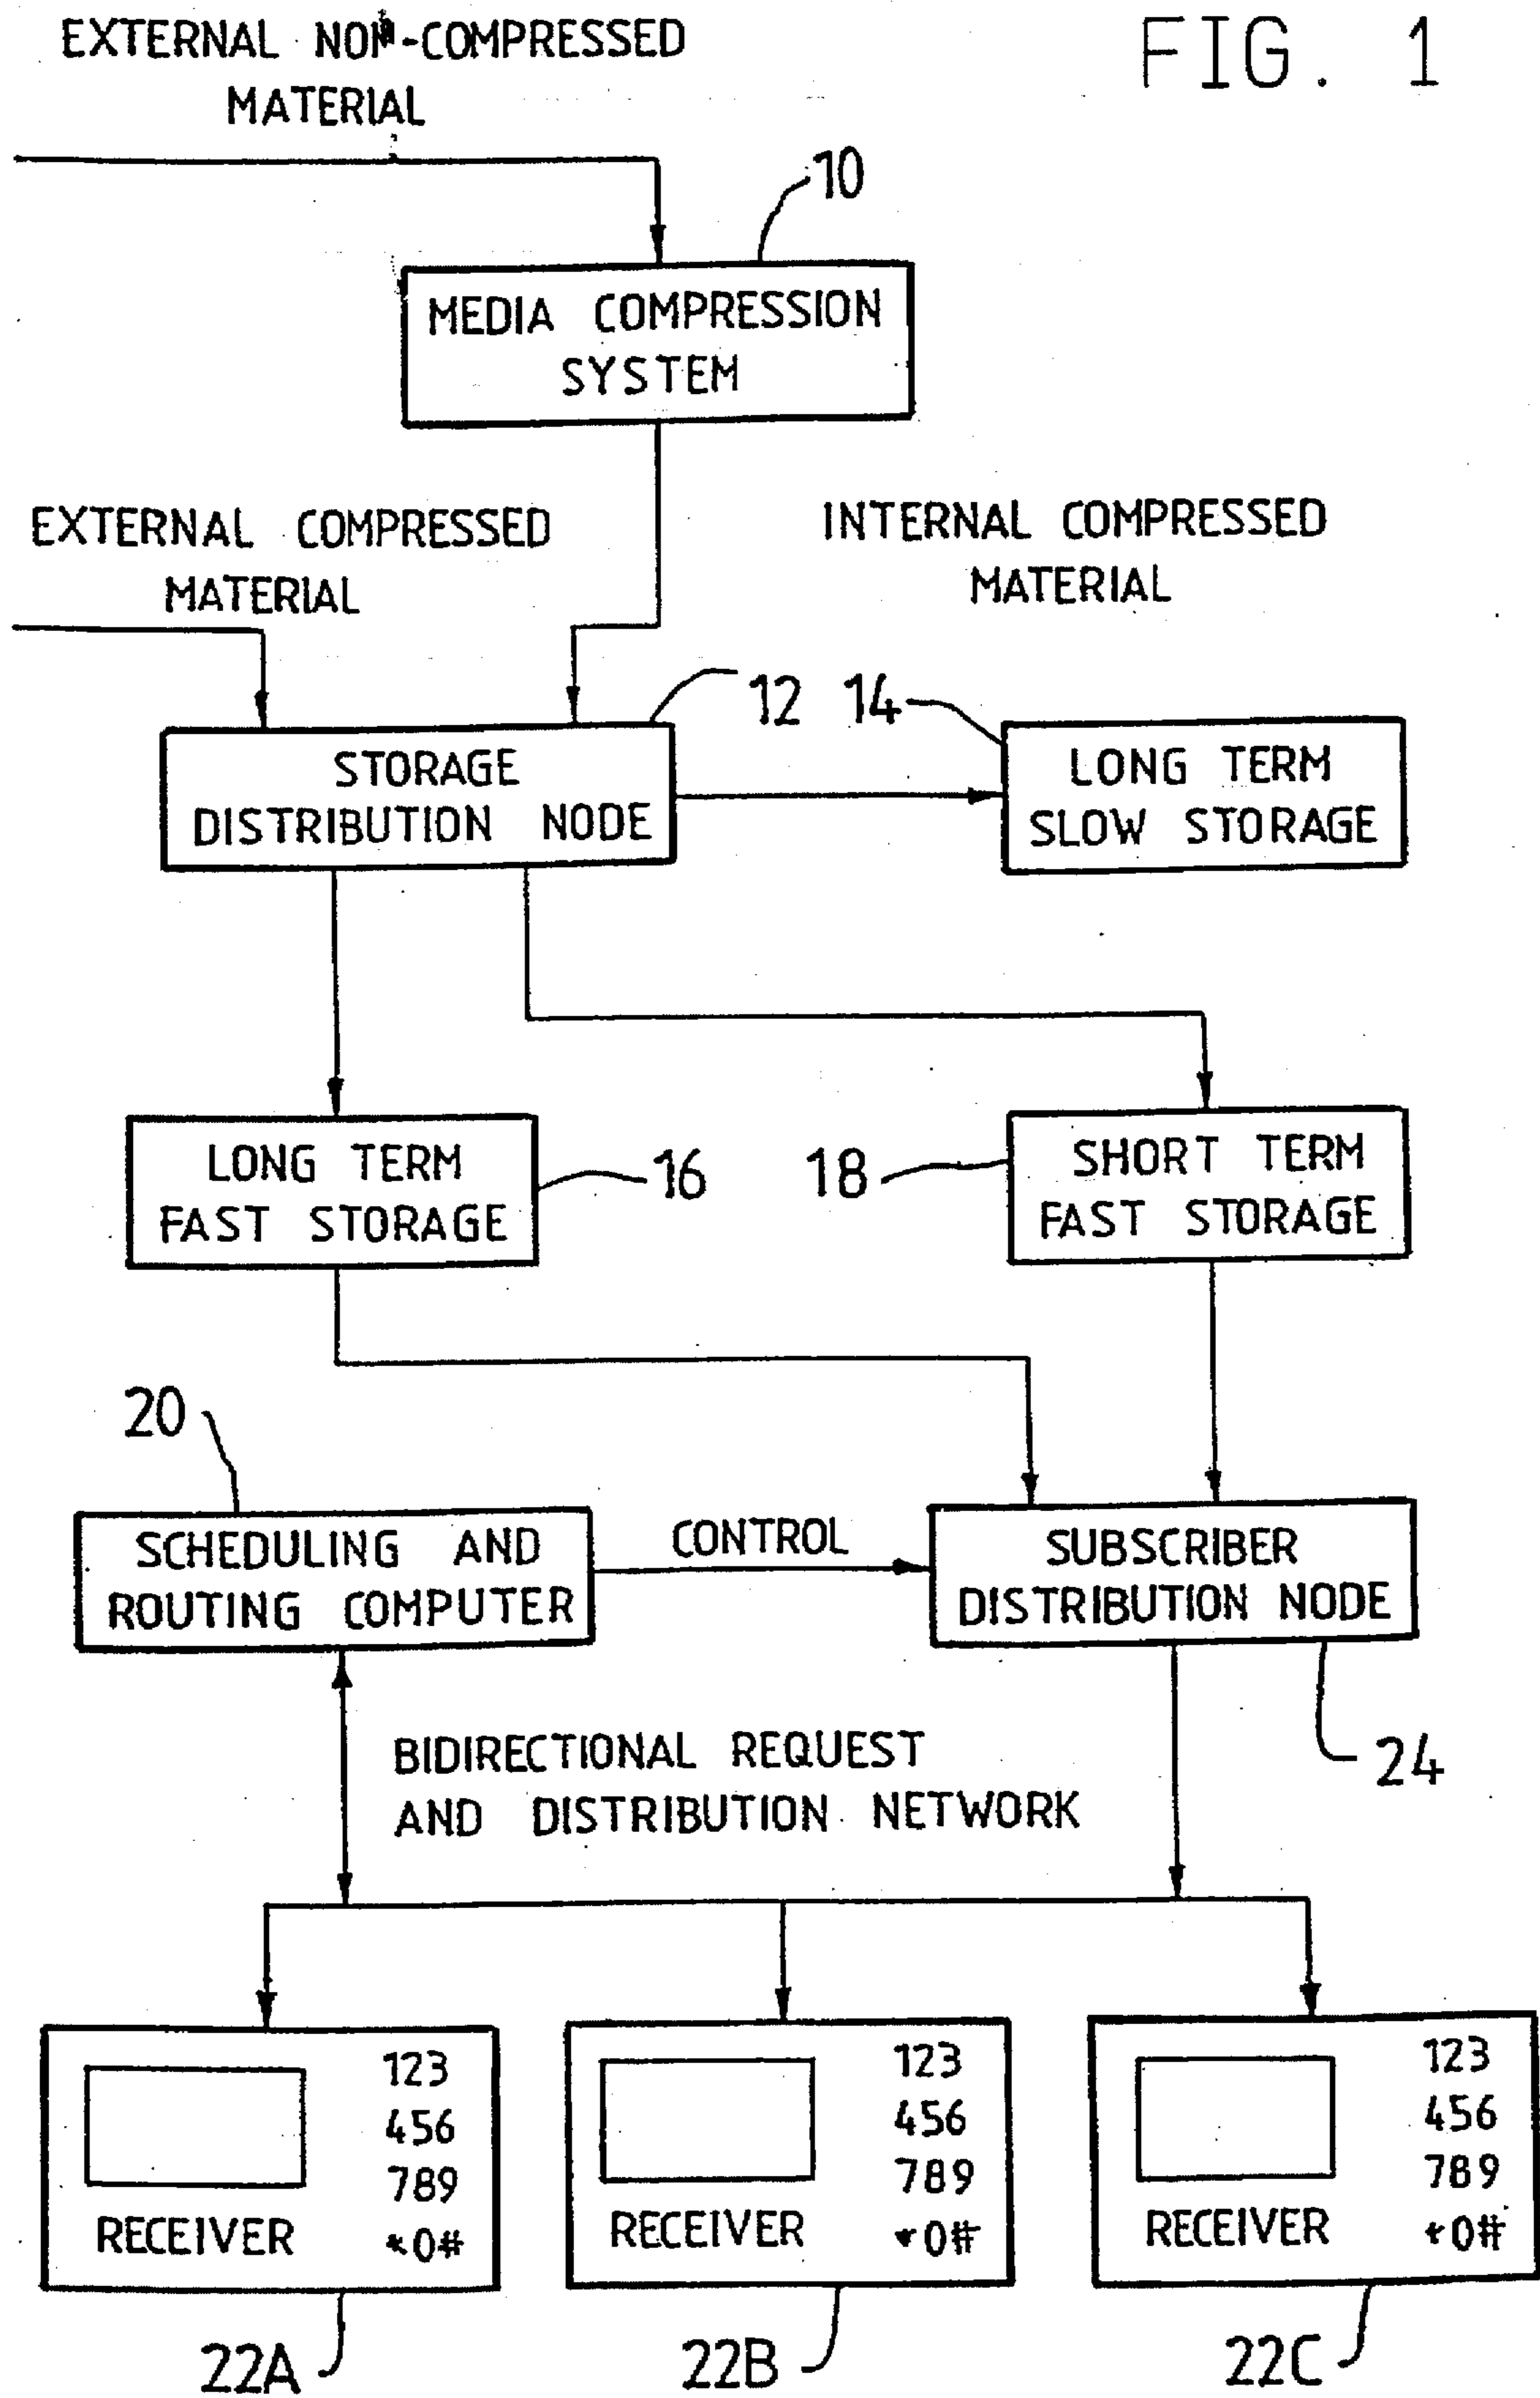 FIG. 1
EXTERNAL NON-COMPRESSED
MATERIAL
10
MEDIA COMPRESSION
SYSTEM
EXTERNAL COMPRESSED
MATERIAL
INTERNAL COMPRESSED
MATERIAL
12
14
STORAGE
DISTRIBUTION NODE
LONG TERM
SLOW STORAGE
LONG TERM
FAST STORAGE
16
18
SHORT TERM
FAST STORAGE
20
SCHEDULING AND
ROUTING COMPUTER
CONTROL
SUBSCRIBER
DISTRIBUTION NODE
24
BIDIRECTIONAL REQUEST
AND DISTRIBUTION NETWORK
123
456
789
RECEIVER
*0#
22A
123
456
789
RECEIVER
*0#
22B
123
456
789
RECEIVER
*0#
22C